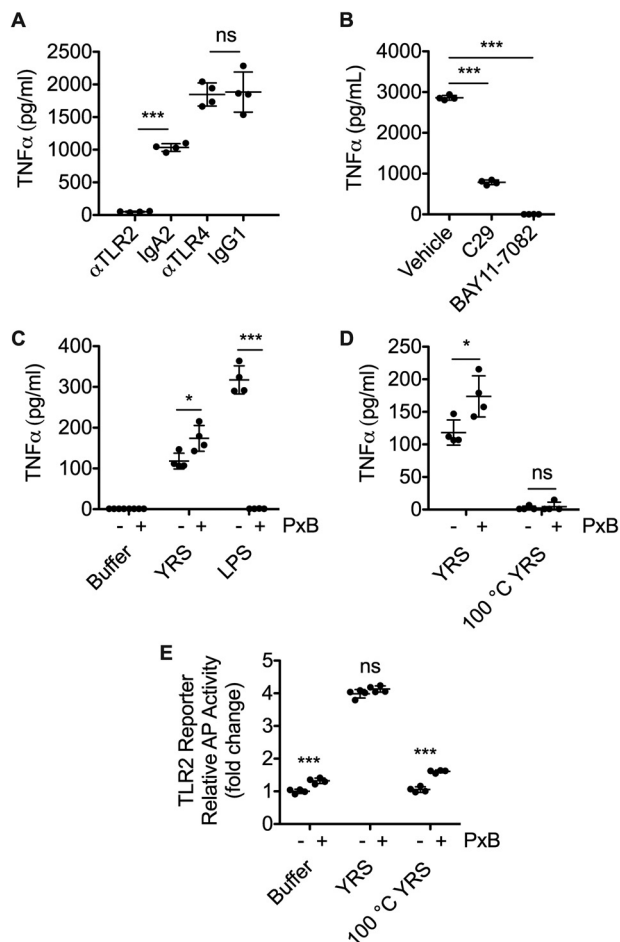 A
TNFα (pg/ml)
2500
2000
1500
1000
500
0
***
ns
αTLR2
IgA2
αTLR4
IgG1
B
TNFα (pg/mL)
4000
3000
2000
1000
0
***
***
Vehicle
C29
BAY11-7082
C
TNFα (pg/ml)
400
300
200
100
0
*
***
- + - + - + PxB
Buffer
YRS
LPS
D
TNFα (pg/ml)
250
200
150
100
50
0
*
ns
- + - + PxB
YRS
100 °C YRS
E
TLR2 Reporter
Relative AP Activity
(fold change)
5
4
3
2
1
0
***
ns
***
- + - + - + PxB
Buffer
YRS
100 °C YRS